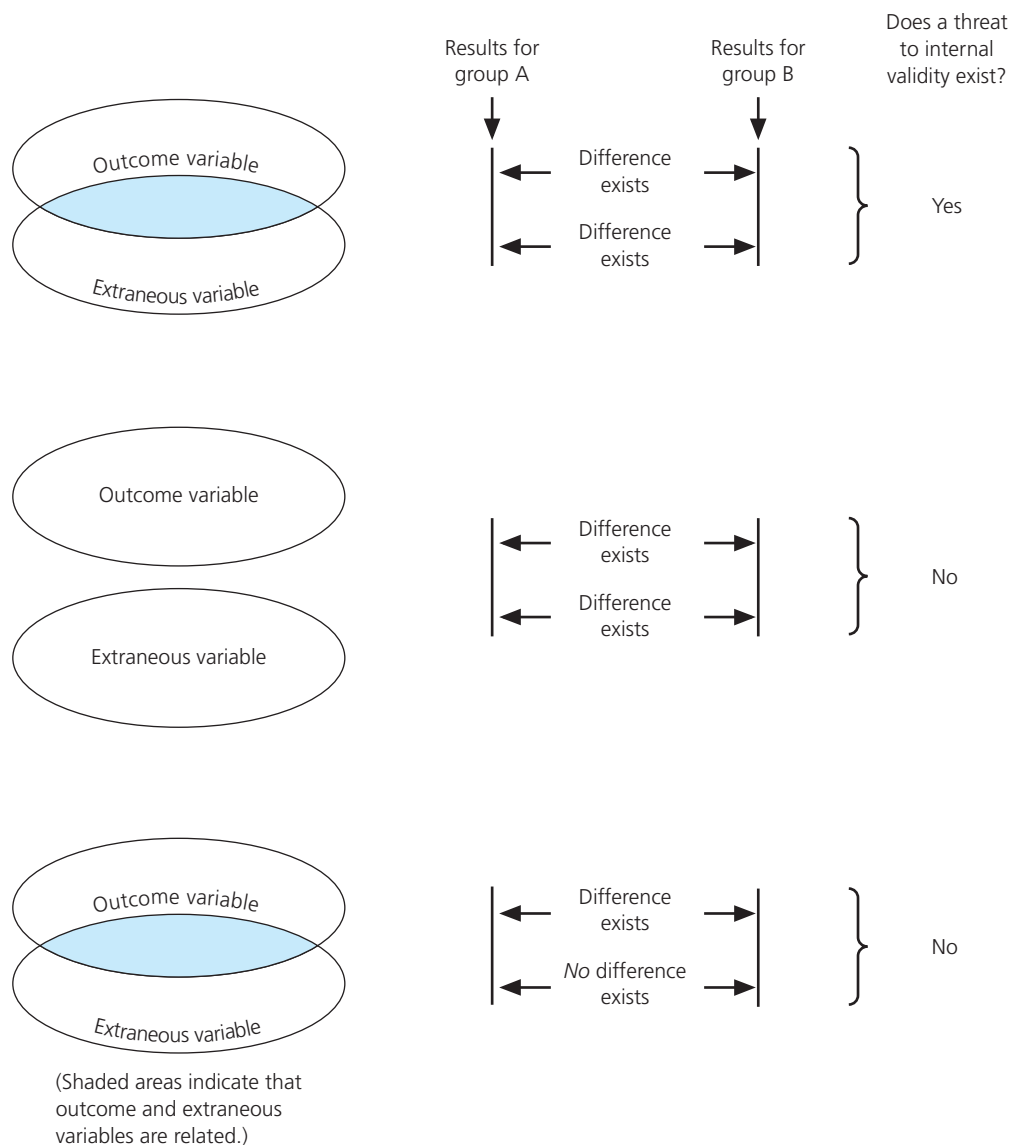 Results for
group A
Results for
group B
Does a threat
to internal
validity exist?
Outcome variable
Extraneous variable
Difference
exists
Difference
exists
Yes
Outcome variable
Extraneous variable
Difference
exists
Difference
exists
No
Outcome variable
Extraneous variable
Difference
exists
No difference
exists
No
(Shaded areas indicate that
outcome and extraneous
variables are related.)